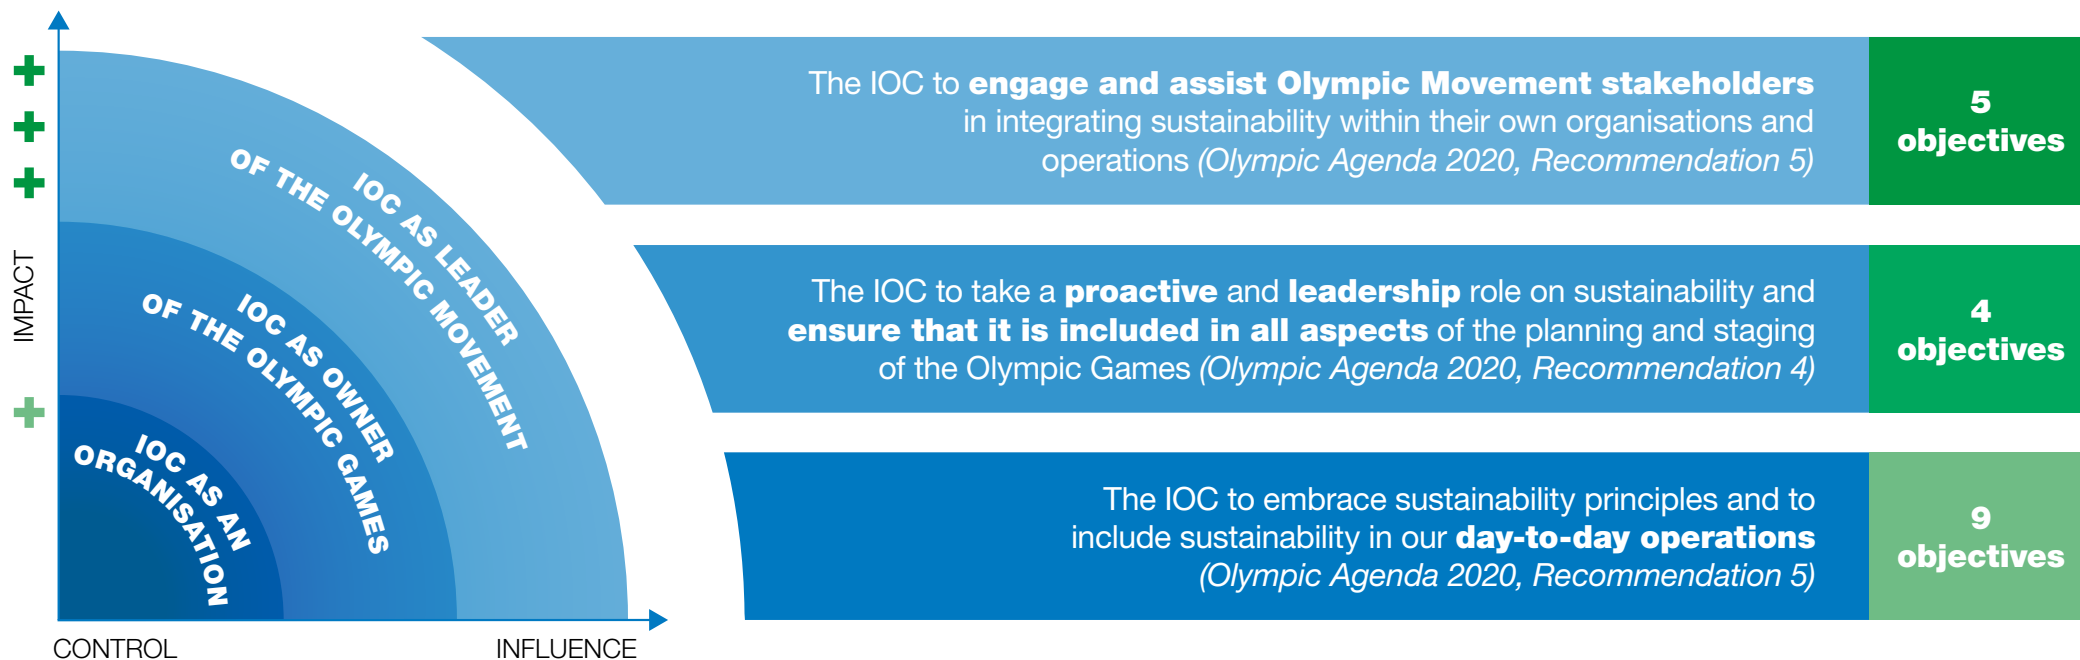 IMPACT
CONTROL
INFLUENCE
IOC AS LEADER
OF THE OLYMPIC MOVEMENT
IOC AS OWNER
OF THE OLYMPIC GAMES
IOC AS AN
ORGANISATION
The IOC to engage and assist Olympic Movement stakeholders
in integrating sustainability within their own organisations and
operations (Olympic Agenda 2020, Recommendation 5)
5
objectives
The IOC to take a proactive and leadership role on sustainability and
ensure that it is included in all aspects of the planning and staging
of the Olympic Games (Olympic Agenda 2020, Recommendation 4)
4
objectives
The IOC to embrace sustainability principles and to
include sustainability in our day-to-day operations
(Olympic Agenda 2020, Recommendation 5)
9
objectives